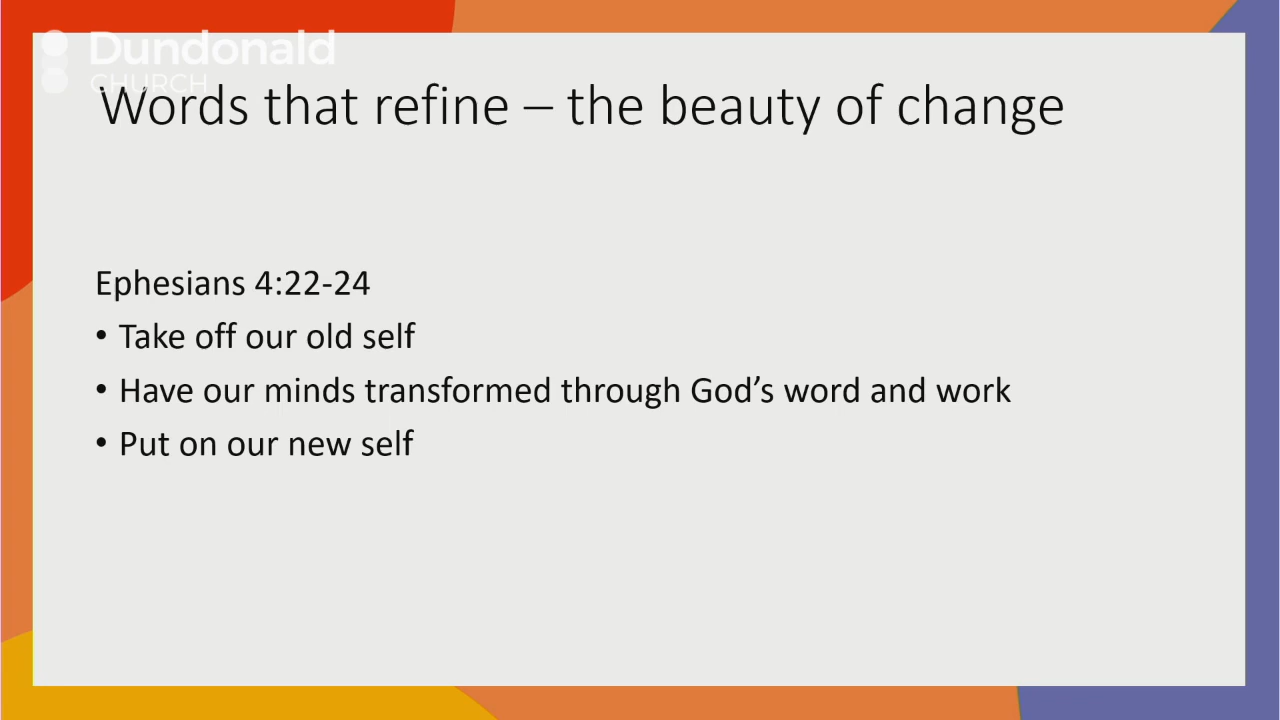 Dundonald
CHURCH
Words that refine – the beauty of change
Ephesians 4:22-24
• Take off our old self
• Have our minds transformed through God’s word and work
• Put on our new self